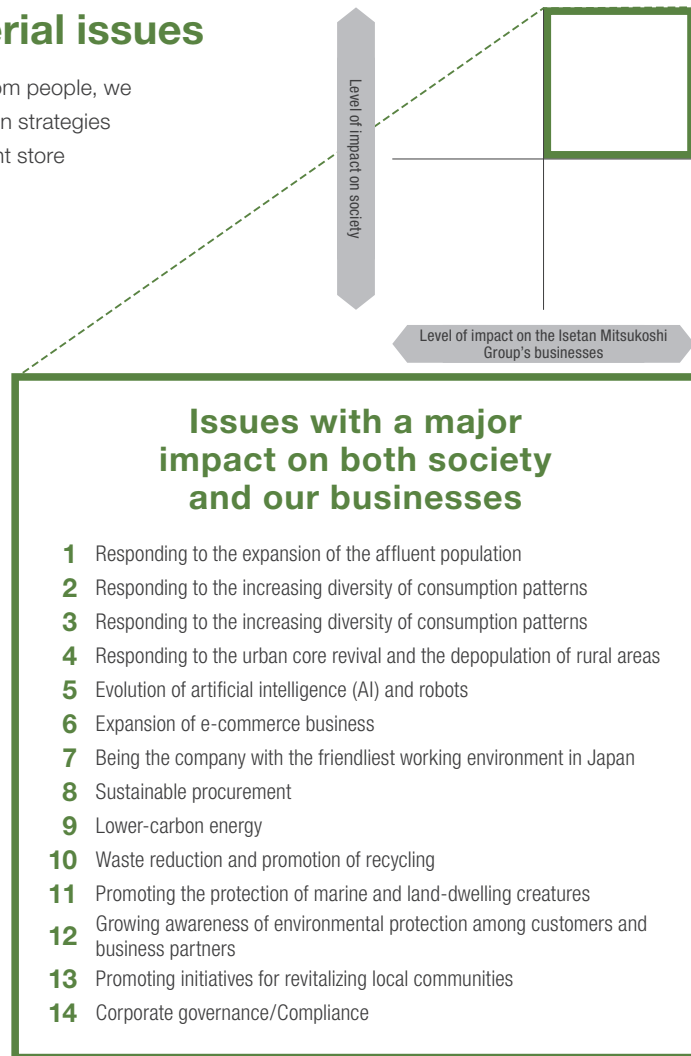 erial issues
om people, we
n strategies
nt store
Level of impact on society
Level of impact on the Isetan Mitsukoshi
Group's businesses
Issues with a major
impact on both society
and our businesses
1 Responding to the expansion of the affluent population
2 Responding to the increasing diversity of consumption patterns
3 Responding to the increasing diversity of consumption patterns
4 Responding to the urban core revival and the depopulation of rural areas
5 Evolution of artificial intelligence (AI) and robots
6 Expansion of e-commerce business
7 Being the company with the friendliest working environment in Japan
8 Sustainable procurement
9 Lower-carbon energy
10 Waste reduction and promotion of recycling
11 Promoting the protection of marine and land-dwelling creatures
12 Growing awareness of environmental protection among customers and
business partners
13 Promoting initiatives for revitalizing local communities
14 Corporate governance/Compliance